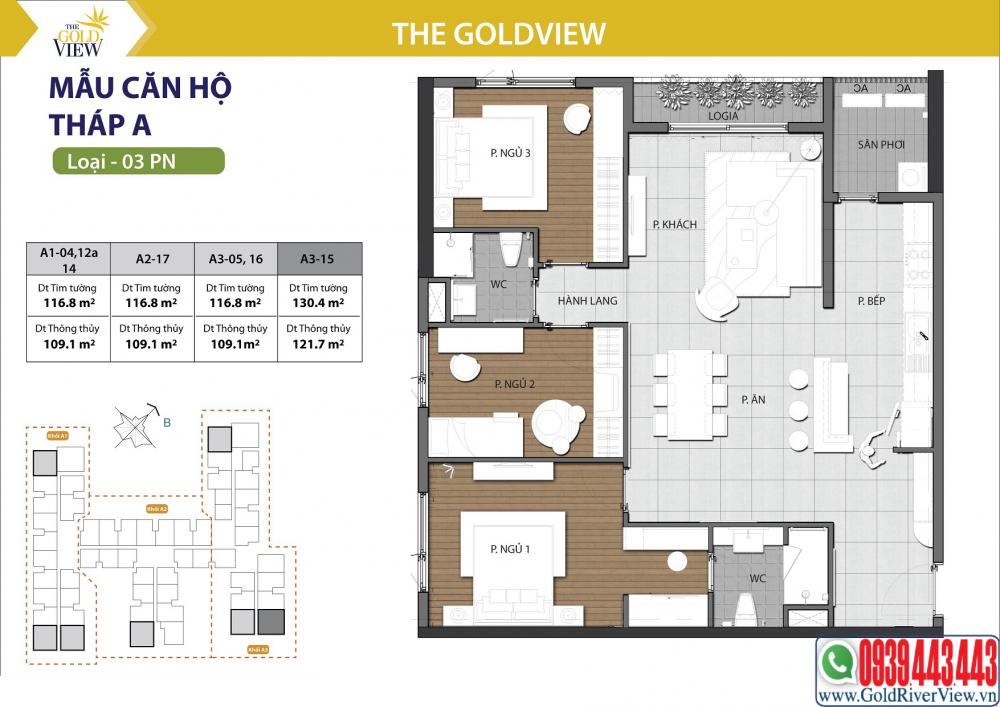 THE
GOLD
VIEW
THE GOLDVIEW
MẪU CĂN HỘ
THÁP A
Loại - 03 PN
A1-04,12a
14
A2-17
A3-05, 16
A3-15
Dt Tim tường
116.8 m²
Dt Tim tường
116.8 m²
Dt Tim tường
116.8 m²
Dt Tim tường
130.4 m²
Dt Thông thủy
109.1 m²
Dt Thông thủy
109.1 m²
Dt Thông thủy
109.1m²
Dt Thông thủy
121.7 m²
B
Khối A1
Khối A2
Khối A3
LOGIA
AC
AC
SÂN PHƠI
P. NGỦ 3
P. KHÁCH
WC
HÀNH LANG
P. BẾP
P. NGỦ 2
P. ĂN
P. NGỦ 1
WC
0939 443 443
www.GoldRiverView.vn